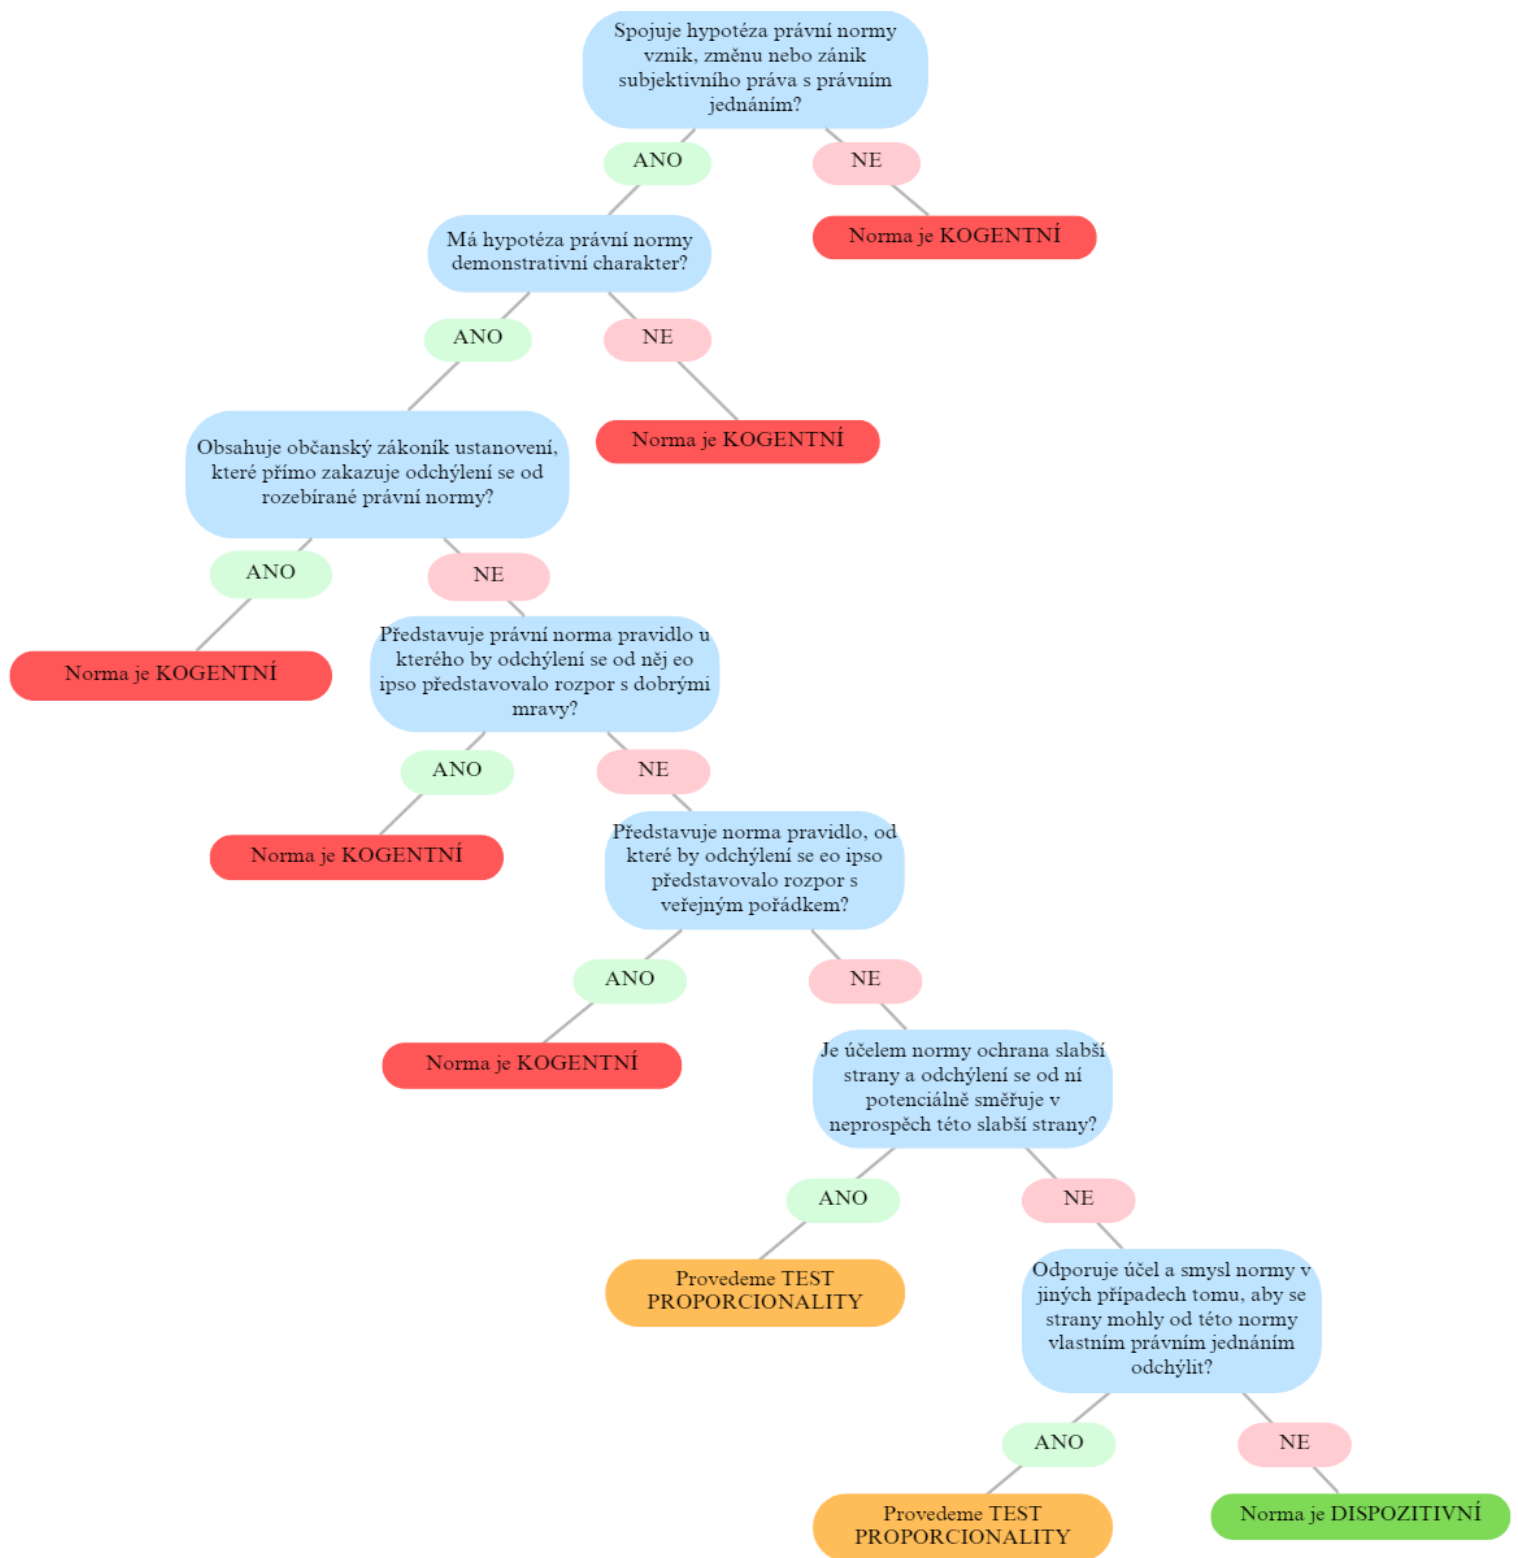 Spojuje hypotéza právní normy
vznik, změnu nebo zánik
subjektivního práva s právním
jednáním?
ANO
NE
Norma je KOGENTNÍ
Má hypotéza právní normy
demonstrativní charakter?
ANO
NE
Norma je KOGENTNÍ
Obsahuje občanský zákoník ustanovení,
které přímo zakazuje odchýlení se od
rozebírané právní normy?
ANO
NE
Norma je KOGENTNÍ
Představuje právní norma pravidlo u
kterého by odchýlení se od něj eo
ipso představovalo rozpor s dobrými
mravy?
ANO
NE
Norma je KOGENTNÍ
Představuje norma pravidlo, od
které by odchýlení se eo ipso
představovalo rozpor s
veřejným pořádkem?
ANO
NE
Norma je KOGENTNÍ
Je účelem normy ochrana slabší
strany a odchýlení se od ní
potenciálně směřuje v
neprospěch této slabší strany?
ANO
NE
Provedeme TEST
PROPORCIONALITY
Odporuje účel a smysl normy v
jiných případech tomu, aby se
strany mohly od této normy
vlastním právním jednáním
odchýlit?
ANO
NE
Provedeme TEST
PROPORCIONALITY
Norma je DISPOZITIVNÍ